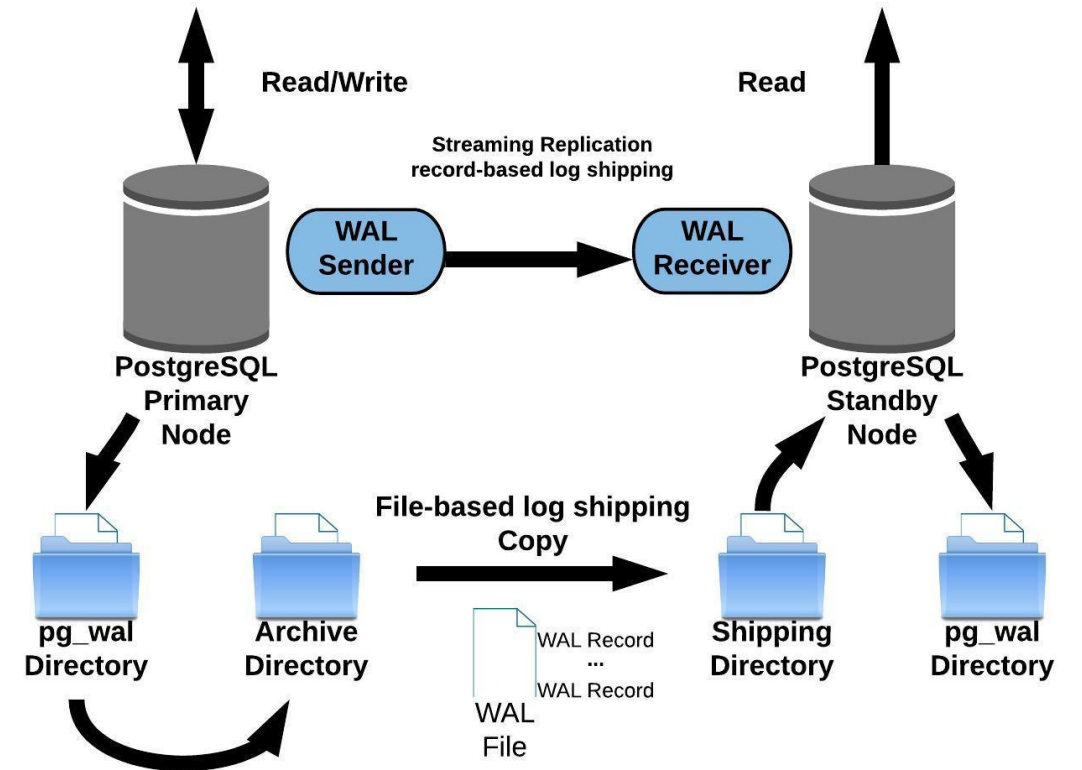 Read/Write
Read
Streaming Replication
record-based log shipping
WAL
Sender
WAL
Receiver
PostgreSQL
Primary
Node
PostgreSQL
Standby
Node
File-based log shipping
Copy
pg_wal
Directory
Archive
Directory
WAL Record
...
WAL Record
WAL
File
Shipping
Directory
pg_wal
Directory